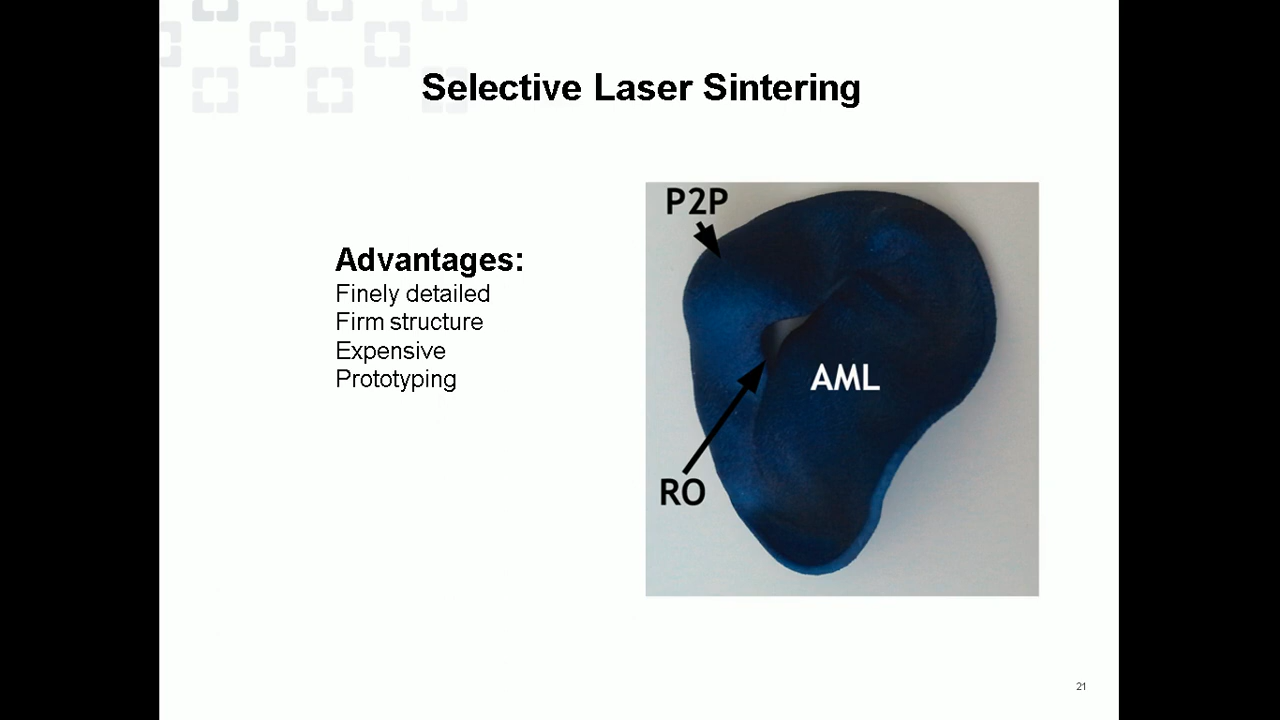 Selective Laser Sintering
Advantages:
Finely detailed
Firm structure
Expensive
Prototyping
P2P
AML
RO
21